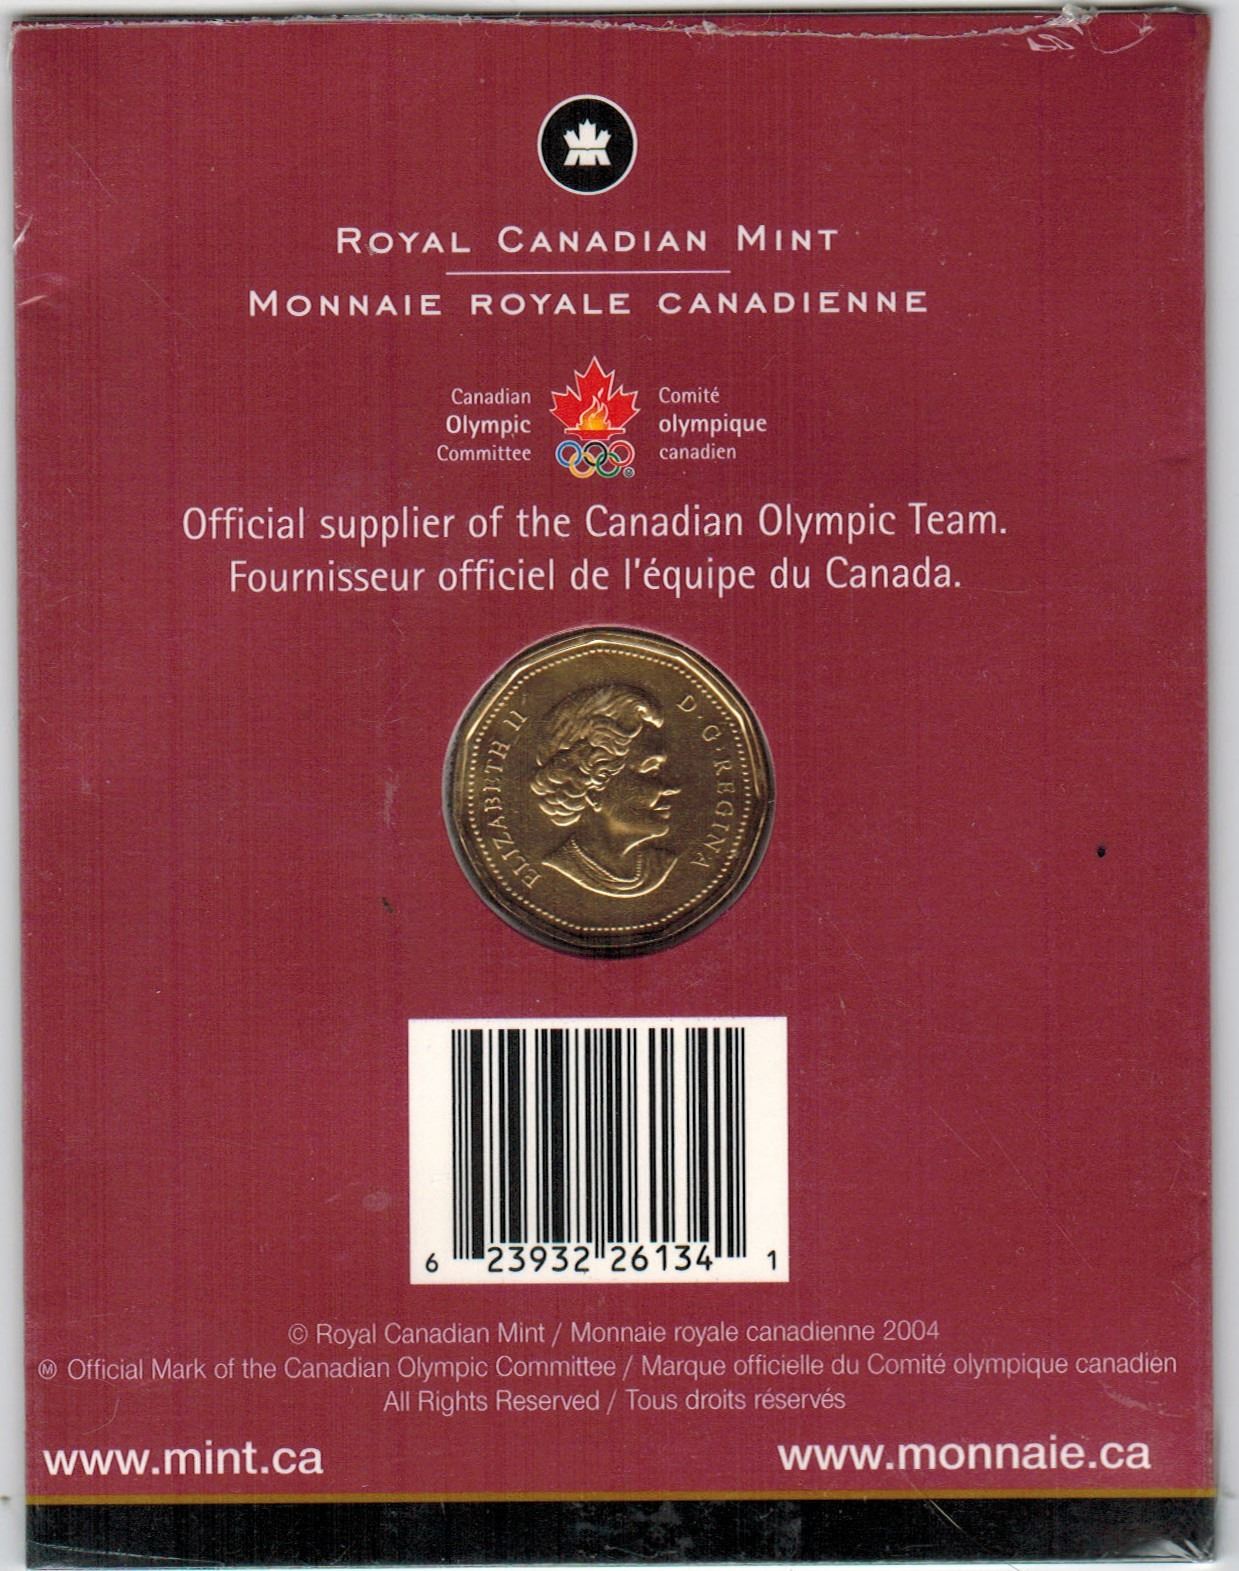 ROYAL CANADIAN MINT
MONNAIE ROYALE CANADIENNE
Canadian
Olympic
Committee
Comité
olympique
canadien
Official supplier of the Canadian Olympic Team.
Fournisseur officiel de l'équipe du Canada.
ELIZABETH II D·G·REGINA
6 23932 26134 1
© Royal Canadian Mint / Monnaie royale canadienne 2004
Ⓜ Official Mark of the Canadian Olympic Committee / Marque officielle du Comité olympique canadien
All Rights Reserved / Tous droits réservés
www.mint.ca
www.monnaie.ca